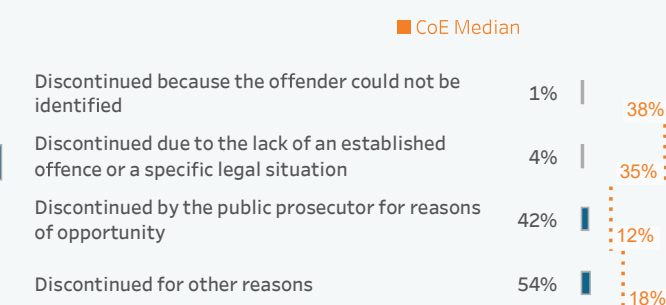 CoE Median
Discontinued because the offender could not be
identified
1%
38%
Discontinued due to the lack of an established
offence or a specific legal situation
4%
35%
Discontinued by the public prosecutor for reasons
of opportunity
42%
12%
Discontinued for other reasons
54%
18%